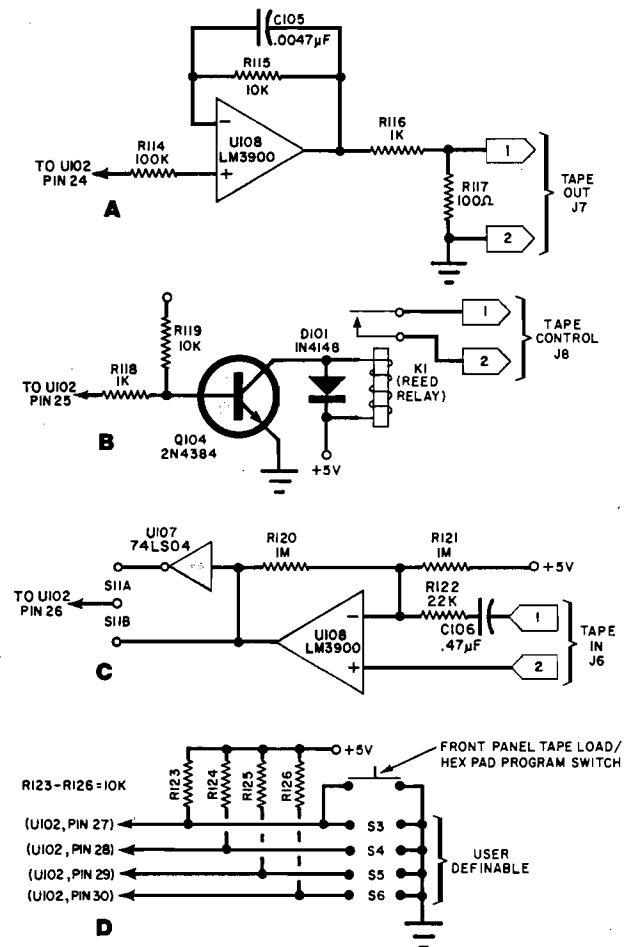 C105
.0047µF
R115
10K
U108
LM3900
R114
100K
TO U102
PIN 24
A
R116
1K
R117
100Ω
1
2
TAPE
OUT
J7
R119
10K
R118
1K
TO U102
PIN 25
B
Q104
2N4384
D101
1N4148
+5V
K1
(REED
RELAY)
1
2
TAPE
CONTROL
J8
U107
74LS04
R120
1M
R121
1M
+5V
S11A
TO U102
PIN 26
S11B
C
U108
LM3900
R122
22K
C106
.47µF
1
2
TAPE
IN
J6
+5V
FRONT PANEL TAPE LOAD/
HEX PAD PROGRAM SWITCH
R123-R126=10K
R123
R124
R125
R126
(U102, PIN 27)
S3
(U102, PIN 28)
S4
(U102, PIN 29)
S5
(U102, PIN 30)
S6
USER
DEFINABLE
D